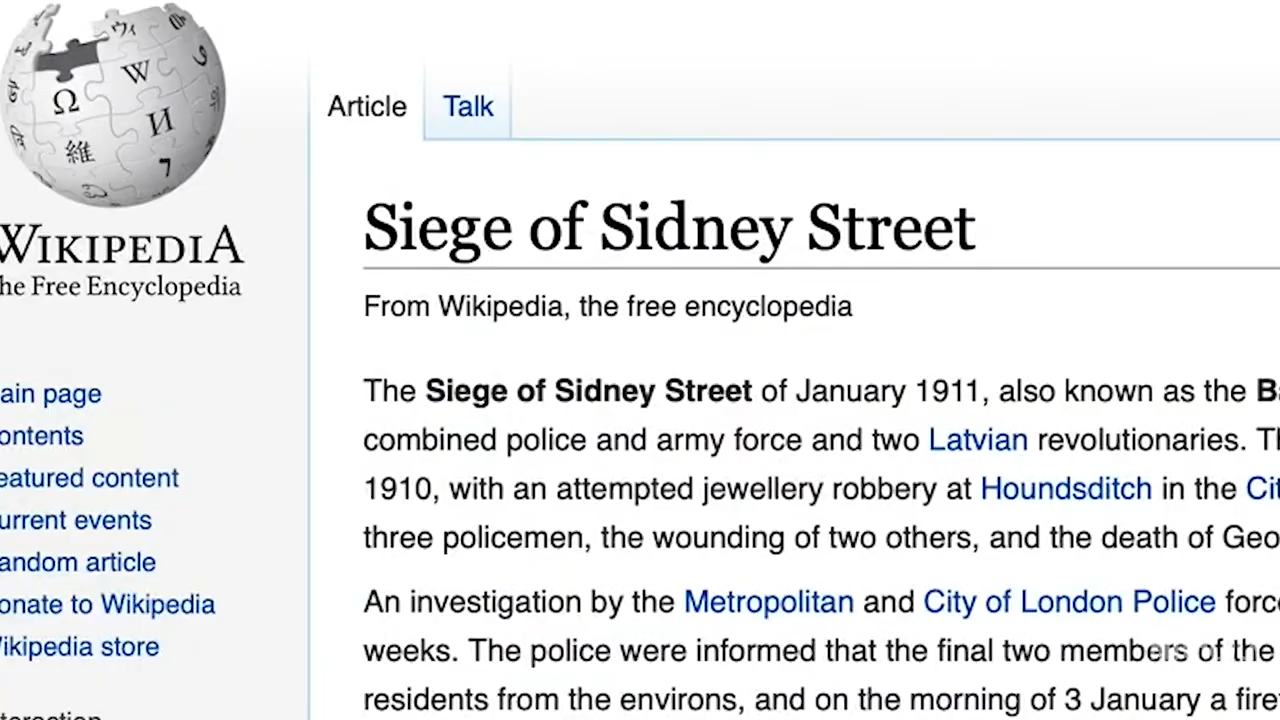 Ω W И 維 7 ウィ
WIKIPEDIA
he Free Encyclopedia
ain page
ontents
eatured content
urrent events
andom article
onate to Wikipedia
ikipedia store
Article Talk
Siege of Sidney Street
From Wikipedia, the free encyclopedia
The Siege of Sidney Street of January 1911, also known as the Ba
combined police and army force and two Latvian revolutionaries. Th
1910, with an attempted jewellery robbery at Houndsditch in the Cit
three policemen, the wounding of two others, and the death of Geo
An investigation by the Metropolitan and City of London Police forc
weeks. The police were informed that the final two members of the
residents from the environs, and on the morning of 3 January a firef